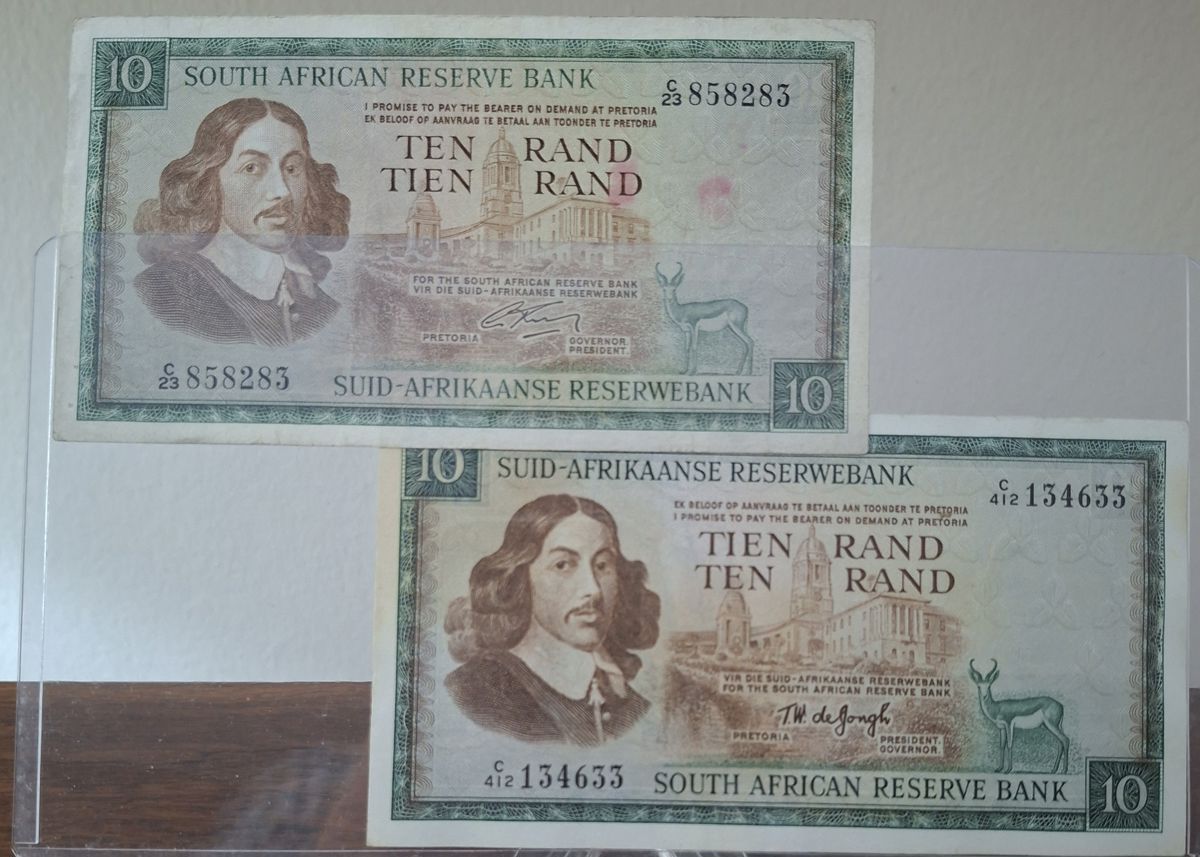 10 SOUTH AFRICAN RESERVE BANK C/23 858283
I PROMISE TO PAY THE BEARER ON DEMAND AT PRETORIA
EK BELOOF OP AANVRAAG TE BETAAL AAN TOONDER TE PRETORIA
TEN RAND
TIEN RAND
FOR THE SOUTH AFRICAN RESERVE BANK
VIR DIE SUID-AFRIKAANSE RESERWEBANK
PRETORIA GOVERNOR.
PRESIDENT.
C/23 858283 SUID-AFRIKAANSE RESERWEBANK 10
10 SUID-AFRIKAANSE RESERWEBANK C/412 134633
EK BELOOF OP AANVRAAG TE BETAAL AAN TOONDER TE PRETORIA
I PROMISE TO PAY THE BEARER ON DEMAND AT PRETORIA
TIEN RAND
TEN RAND
VIR DIE SUID-AFRIKAANSE RESERWEBANK
FOR THE SOUTH AFRICAN RESERVE BANK
T.W. de Jongh
PRETORIA PRESIDENT.
GOVERNOR.
C/412 134633 SOUTH AFRICAN RESERVE BANK 10